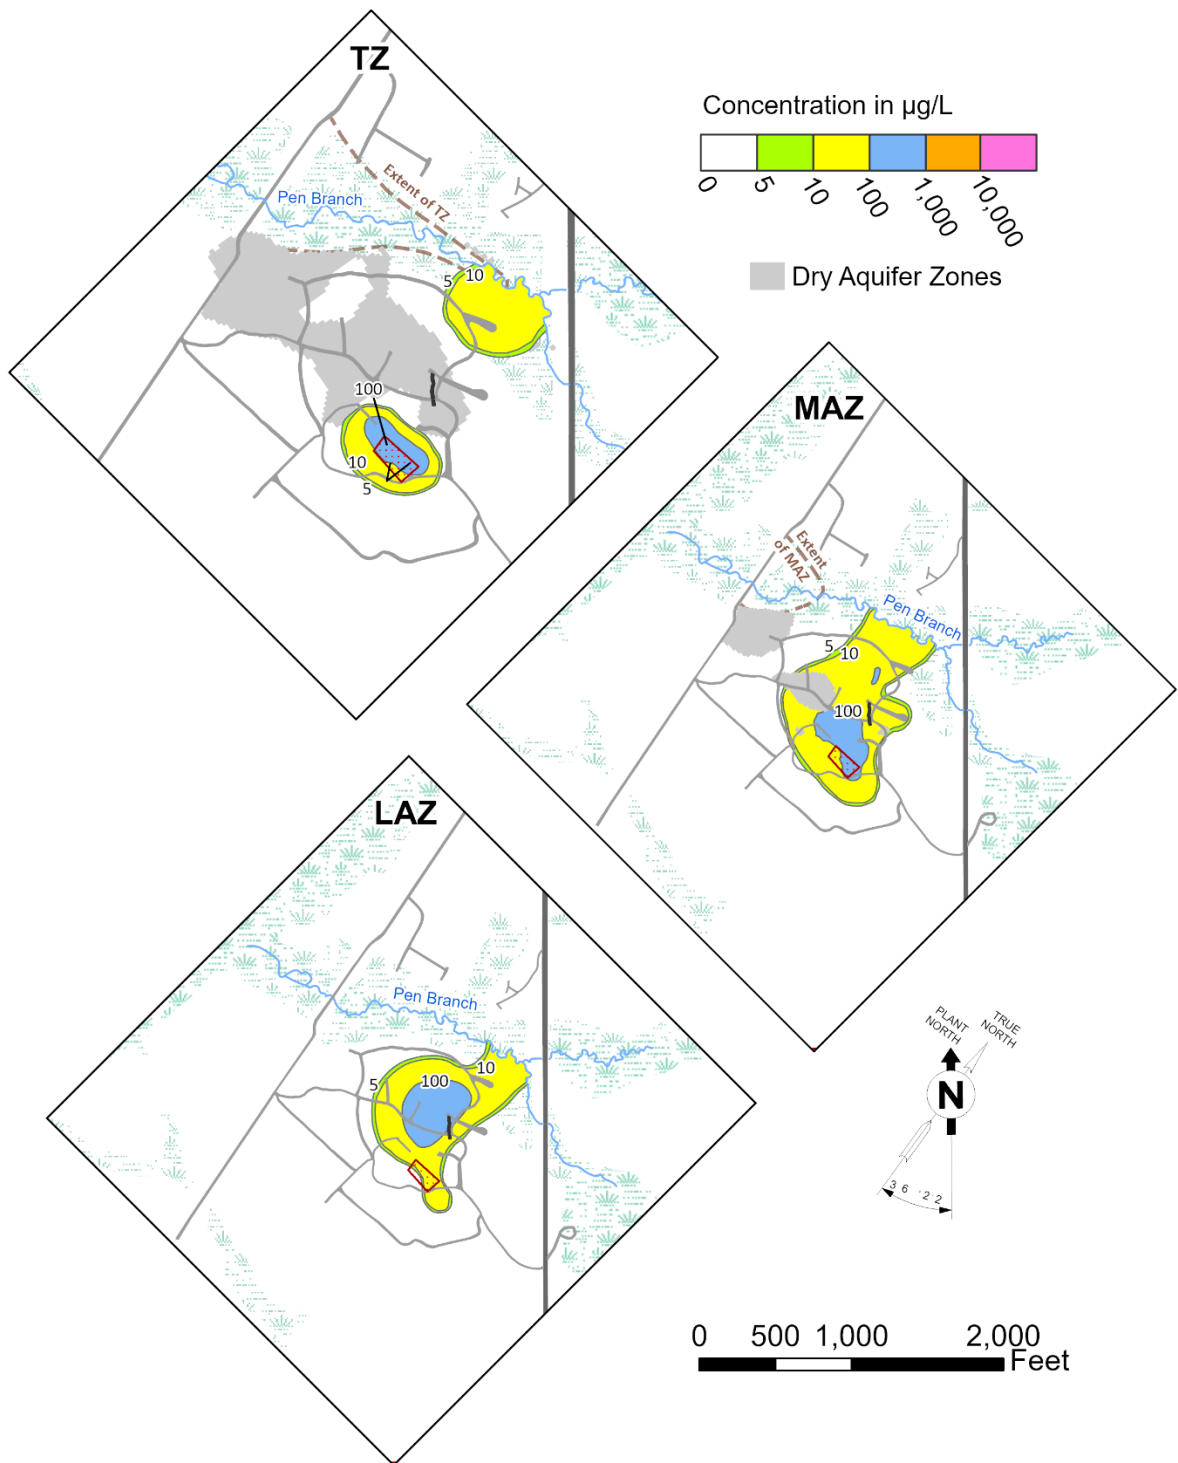 TZ
Concentration in µg/L
0
5
10
100
1,000
10,000
Dry Aquifer Zones
Pen Branch
Extent of TZ
5
10
100
10
5
MAZ
Extent
of MAZ
Pen Branch
5
10
100
LAZ
Pen Branch
5
100
10
PLANT
NORTH
TRUE
NORTH
N
36.22
0
500
1,000
2,000
Feet